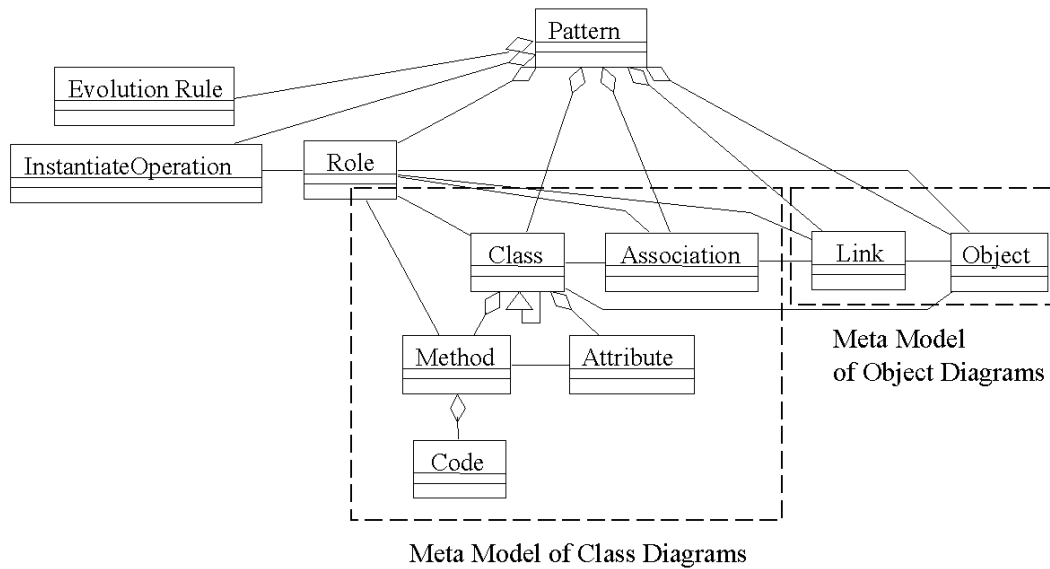 Pattern
Evolution Rule
InstantiateOperation
Role
Class
Association
Link
Object
Meta Model
of Object Diagrams
Method
Attribute
Code
Meta Model of Class Diagrams